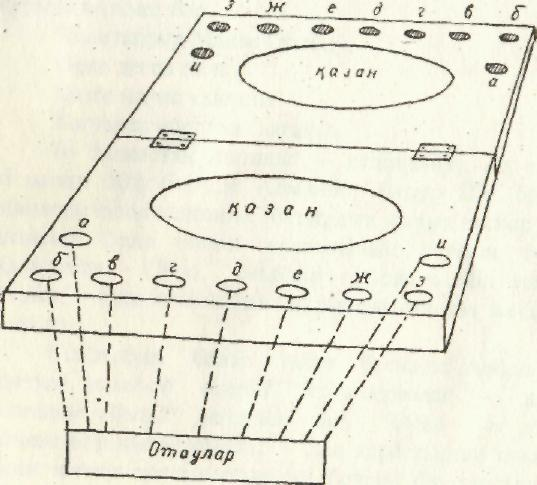 з ж е д г в б
и а
қазан
қазан
а и
б в г д е ж з
Отаулар